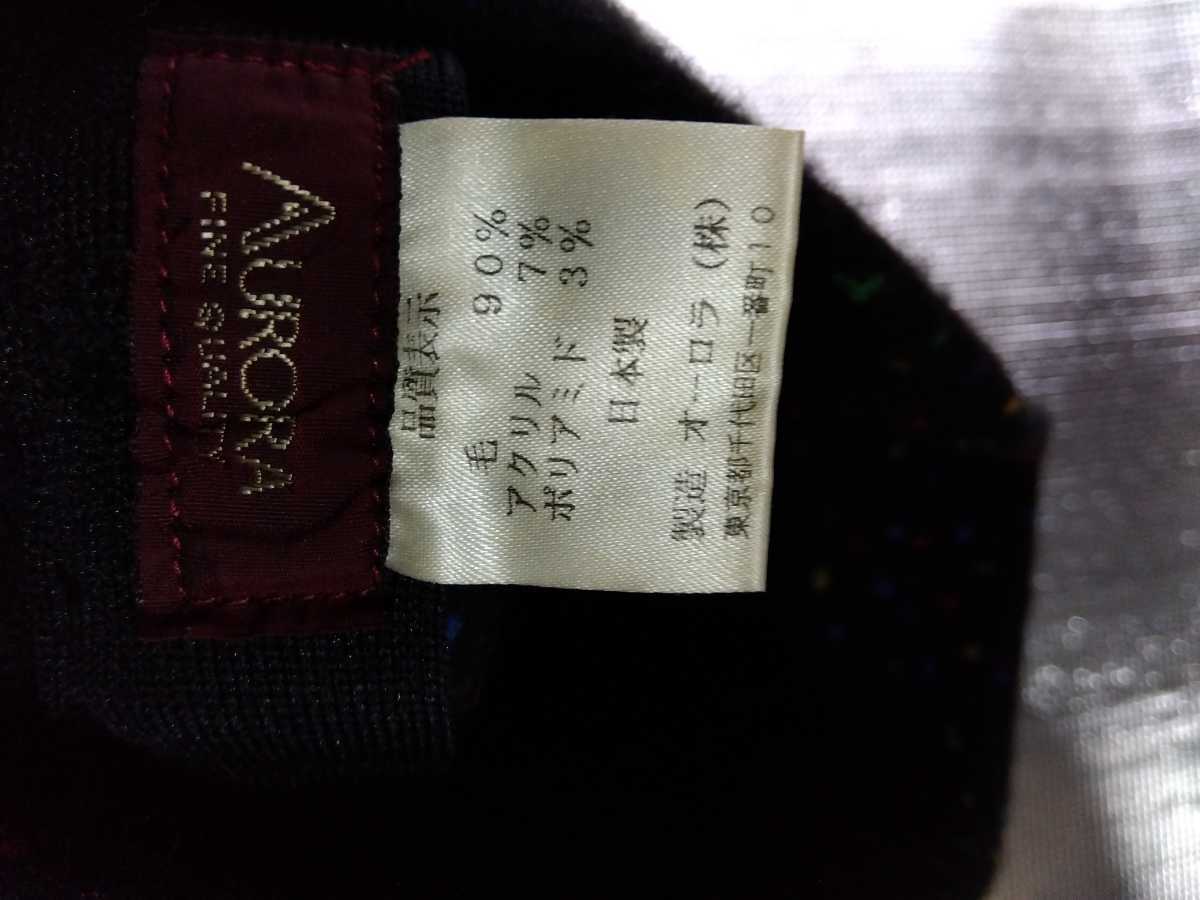 AURORA
FINE QUALITY
品質表示
毛 90%
アクリル 7%
ポリアミド 3%
日本製
製造 オーロラ(株)
東京都千代田区一番町10